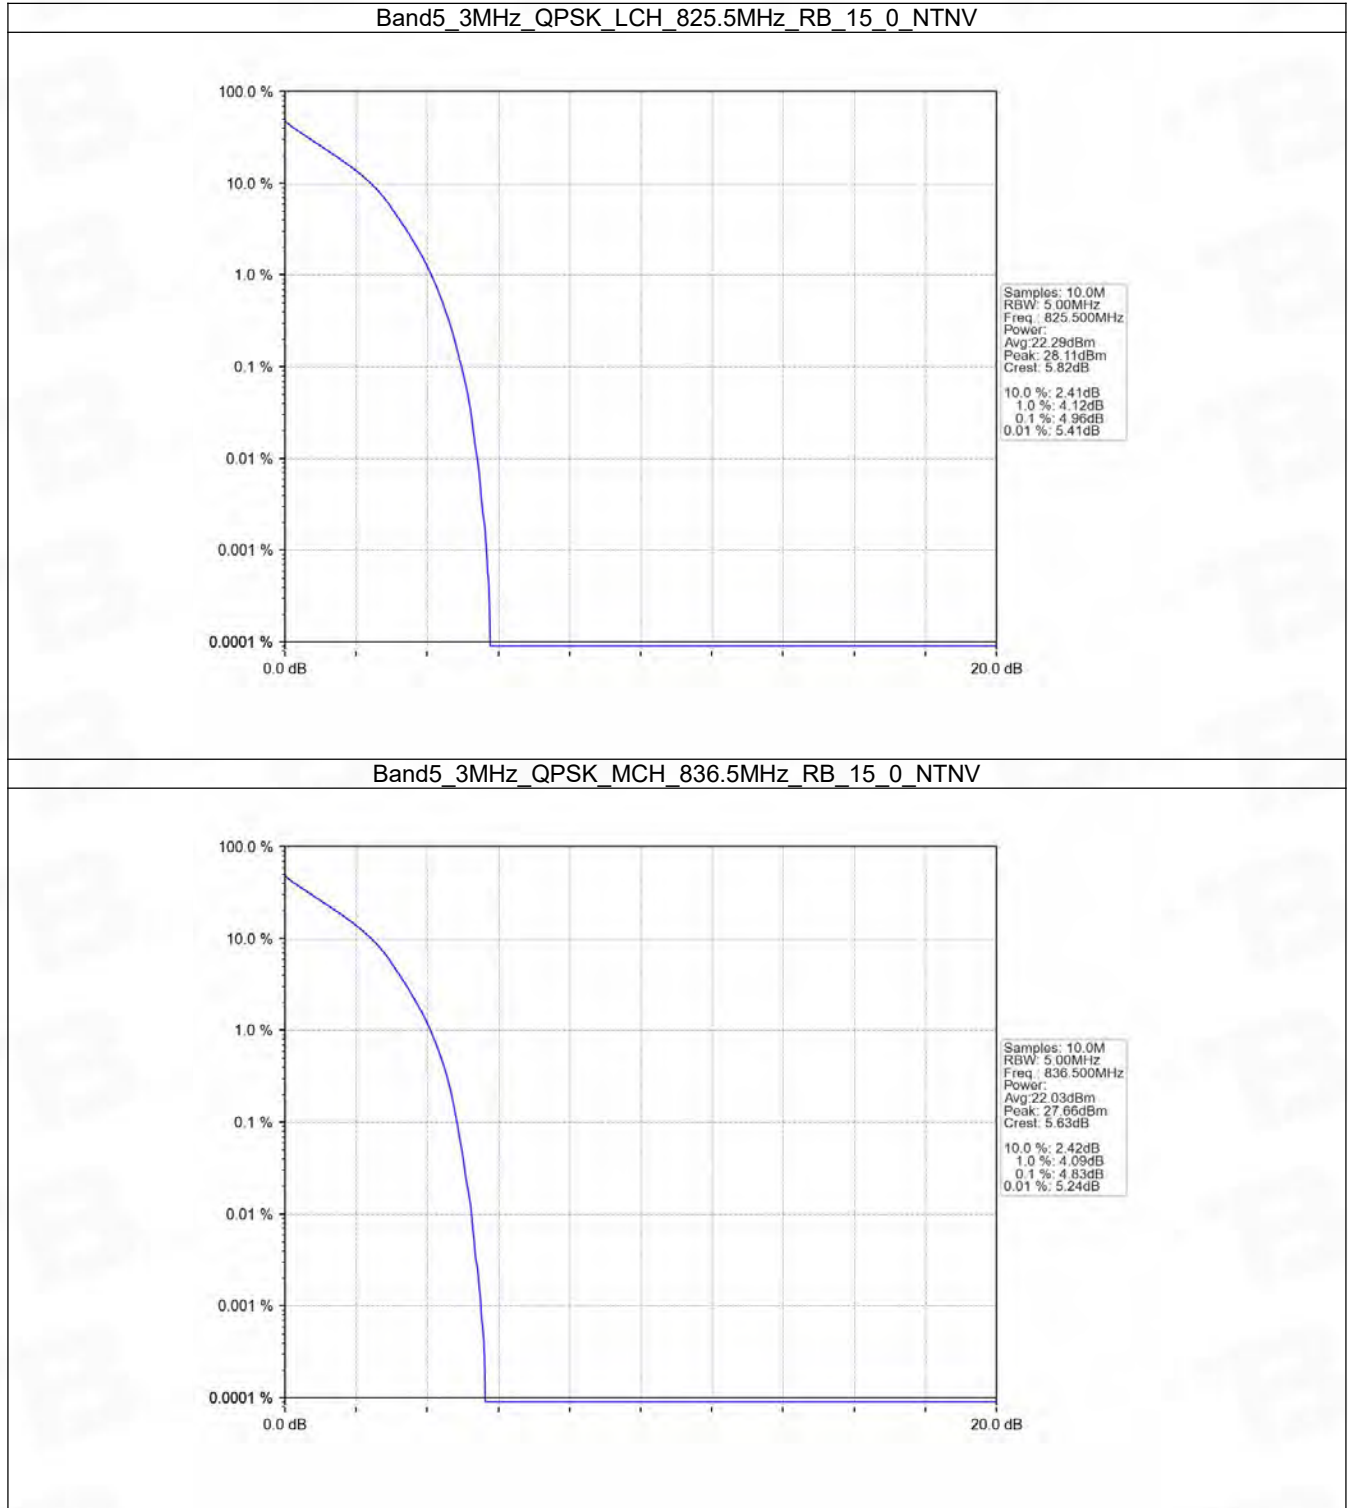 Band5_3MHz_QPSK_LCH_825.5MHz_RB_15_0_NTNV
100.0 %
10.0 %
1.0 %
0.1 %
0.01 %
0.001 %
0.0001 %
0.0 dB
20.0 dB
Samples: 10.0M
RBW: 5.00MHz
Freq.: 825.500MHz
Power:
Avg:22.29dBm
Peak: 28.11dBm
Crest: 5.82dB
10.0 %: 2.41dB
1.0 %: 4.12dB
0.1 %: 4.96dB
0.01 %: 5.41dB
Band5_3MHz_QPSK_MCH_836.5MHz_RB_15_0_NTNV
100.0 %
10.0 %
1.0 %
0.1 %
0.01 %
0.001 %
0.0001 %
0.0 dB
20.0 dB
Samples: 10.0M
RBW: 5.00MHz
Freq.: 836.500MHz
Power:
Avg:22.03dBm
Peak: 27.66dBm
Crest: 5.63dB
10.0 %: 2.42dB
1.0 %: 4.09dB
0.1 %: 4.83dB
0.01 %: 5.24dB